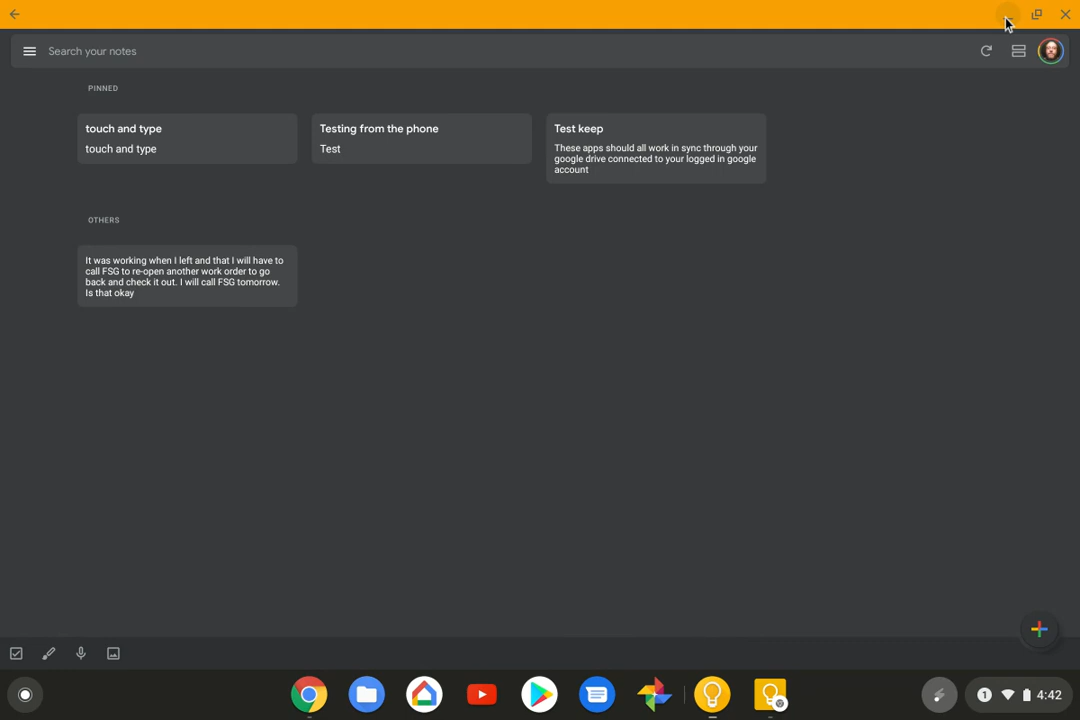 Search your notes
PINNED
touch and type
touch and type
Testing from the phone
Test
Test keep
These apps should all work in sync through your
google drive connected to your logged in google
account
OTHERS
It was working when I left and that I will have to
call FSG to re-open another work order to go
back and check it out. I will call FSG tomorrow.
Is that okay
1 4:42